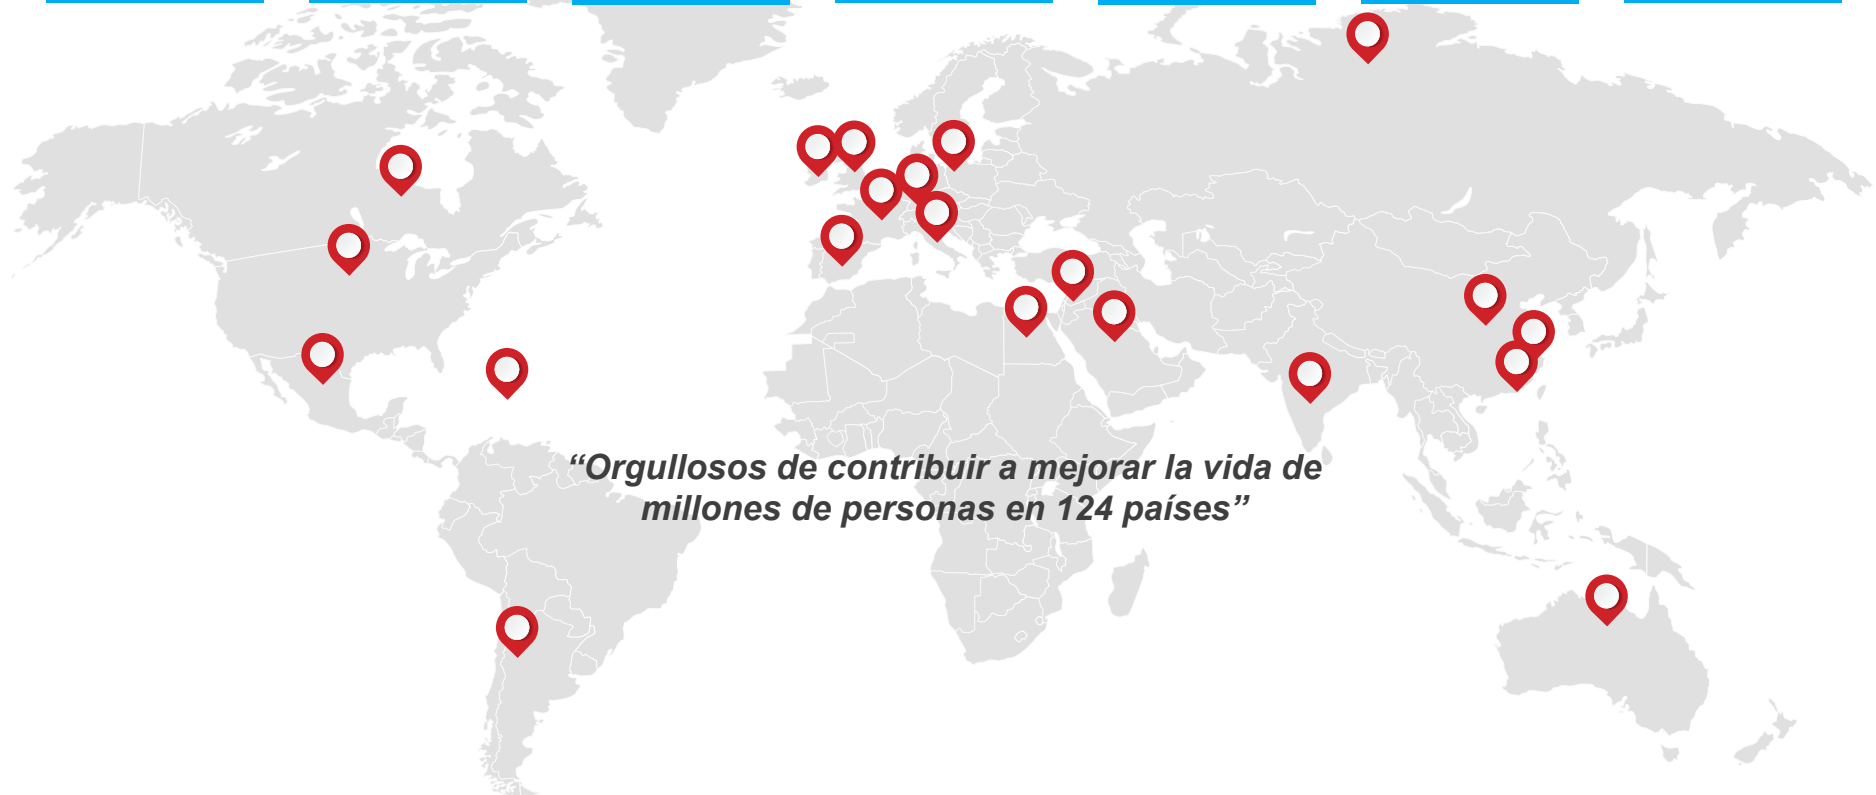 “Orgullosos de contribuir a mejorar la vida de
millones de personas en 124 países”